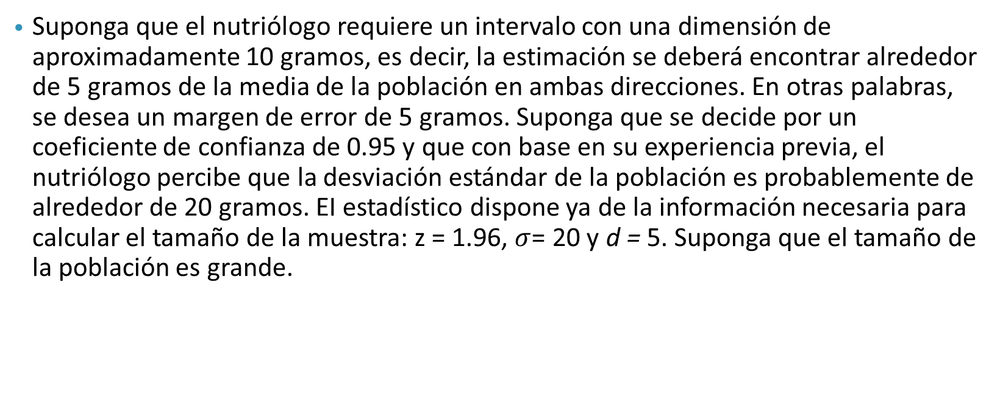 • Suponga que el nutriólogo requiere un intervalo con una dimensión de
aproximadamente 10 gramos, es decir, la estimación se deberá encontrar alrededor
de 5 gramos de la media de la población en ambas direcciones. En otras palabras,
se desea un margen de error de 5 gramos. Suponga que se decide por un
coeficiente de confianza de 0.95 y que con base en su experiencia previa, el
nutriólogo percibe que la desviación estándar de la población es probablemente de
alrededor de 20 gramos. EI estadístico dispone ya de la información necesaria para
calcular el tamaño de la muestra: z = 1.96, 𝜎= 20 y d = 5. Suponga que el tamaño de
la población es grande.